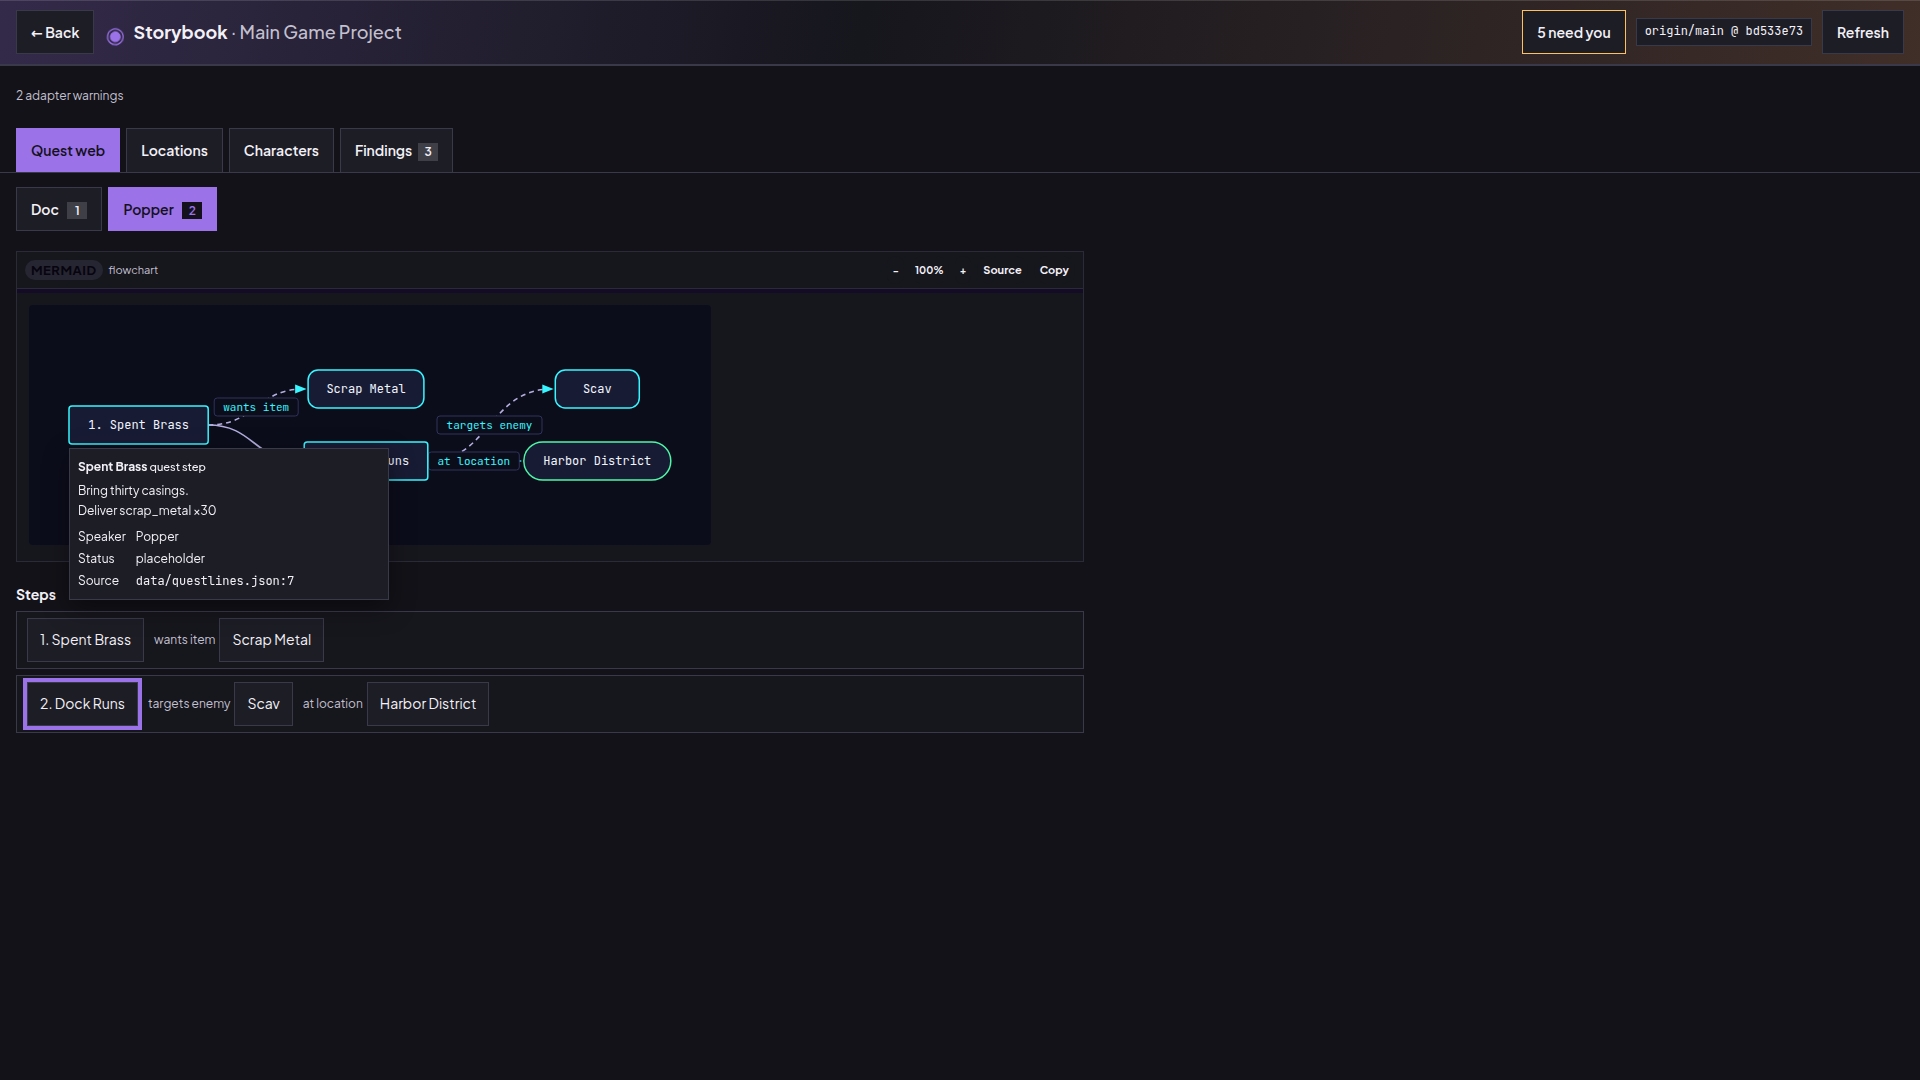 ← Back
Storybook · Main Game Project
5 need you
origin/main @ bd533e73
Refresh
2 adapter warnings
Quest web
Locations
Characters
Findings 3
Doc 1
Popper 2
MERMAID flowchart
- 100% + Source Copy
Scrap Metal
Scav
wants item
1. Spent Brass
targets enemy
uns
at location
Harbor District
Spent Brass quest step
Bring thirty casings.
Deliver scrap_metal ×30
Speaker Popper
Status placeholder
Source data/questlines.json:7
Steps
1. Spent Brass wants item Scrap Metal
2. Dock Runs targets enemy Scav at location Harbor District